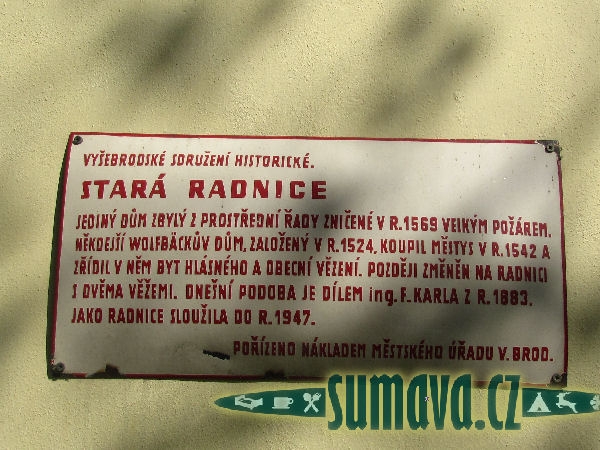 VYŠEBRODSKÉ SDRUŽENÍ HISTORICKÉ.
STARÁ RADNICE
JEDINÝ DŮM ZBYLÝ Z PROSTŘEDNÍ ŘADY ZNIČENÉ V R.1569 VELKÝM POŽÁREM.
NĚKDEJŠÍ WOLFBÄCKŮV DŮM, ZALOŽENÝ V R.1524, KOUPIL MĚSTYS V R.1542 A
ZŘÍDIL V NĚM BYT HLÁSNÉHO A OBECNÍ VĚZENÍ. POZDĚJI ZMĚNĚN NA RADNICI
S DVĚMA VĚŽEMI. DNEŠNÍ PODOBA JE DÍLEM ing.F.KARLA Z R.1883.
JAKO RADNICE SLOUŽILA DO R.1947.
POŘÍZENO NÁKLADEM MĚSTSKÉHO ÚŘADU V. BROD.
sumava.cz